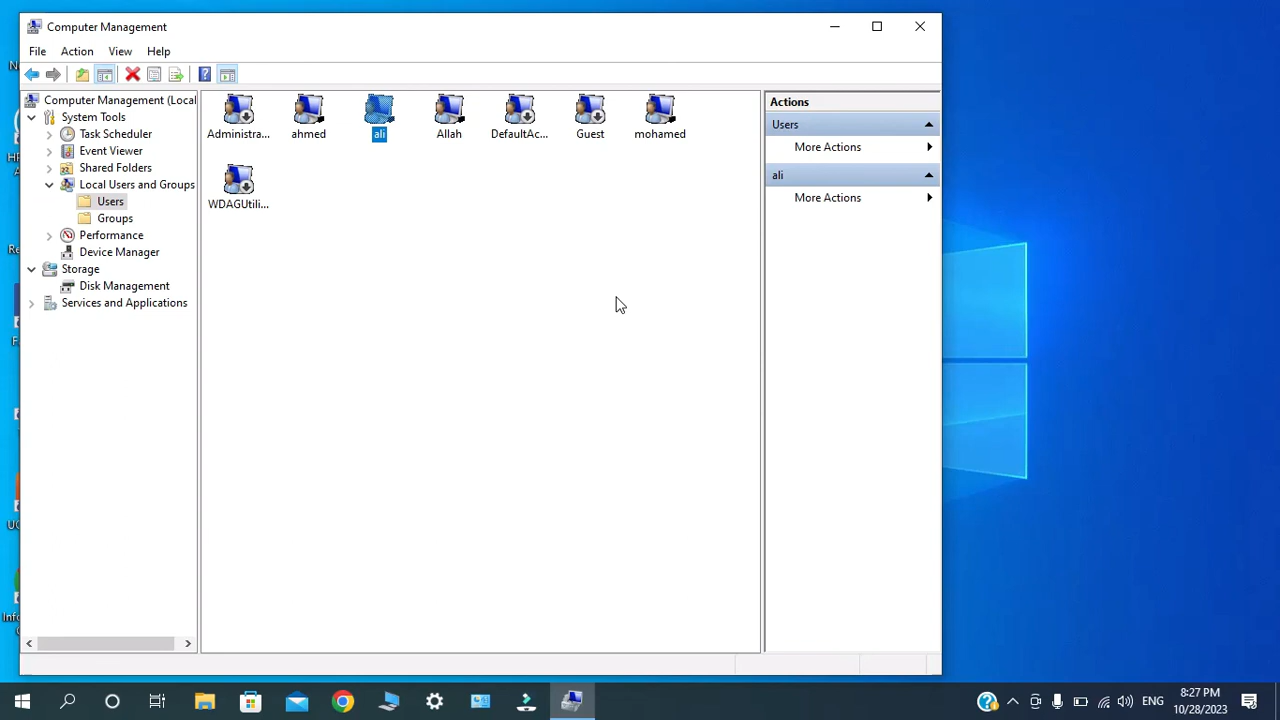 Computer Management
File Action View Help
Computer Management (Local
System Tools
Task Scheduler
Event Viewer
Shared Folders
Local Users and Groups
Users
Groups
Performance
Device Manager
Storage
Disk Management
Services and Applications
Administra... ahmed ali Allah DefaultAc... Guest mohamed
WDAGUtili...
Actions
Users
More Actions
ali
More Actions
ENG
8:27 PM
10/28/2023